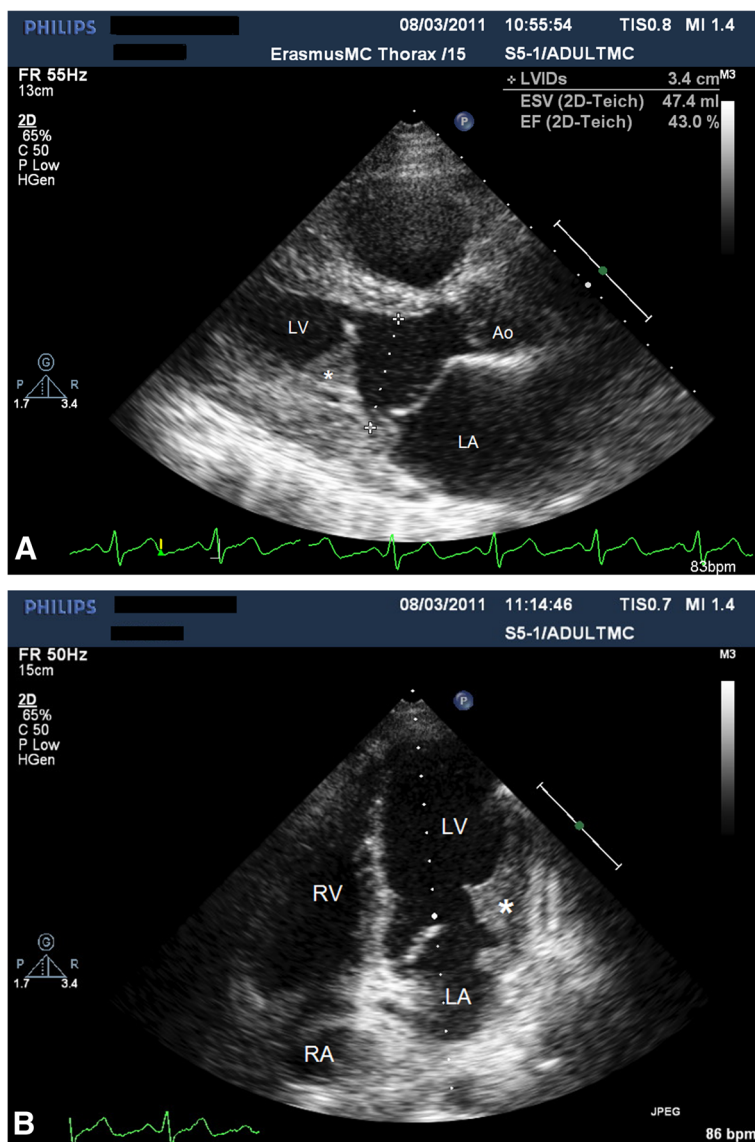 PHILIPS 08/03/2011 10:55:54 TIS0.8 MI 1.4
ErasmusMC Thorax /15 S5-1/ADULTMC
FR 55Hz
13cm
2D
65%
C 50
P Low
HGen
LVIDs 3.4 cm
ESV (2D-Teich) 47.4 ml
EF (2D-Teich) 43.0 %
M3
P
LV
Ao
*
LA
G
P R
1.7 3.4
A
83bpm
PHILIPS 08/03/2011 11:14:46 TIS0.7 MI 1.4
S5-1/ADULTMC
FR 50Hz
15cm
2D
65%
C 50
P Low
HGen
M3
P
LV
RV
*
LA
RA
G
P R
1.7 3.4
B
JPEG
86 bpm